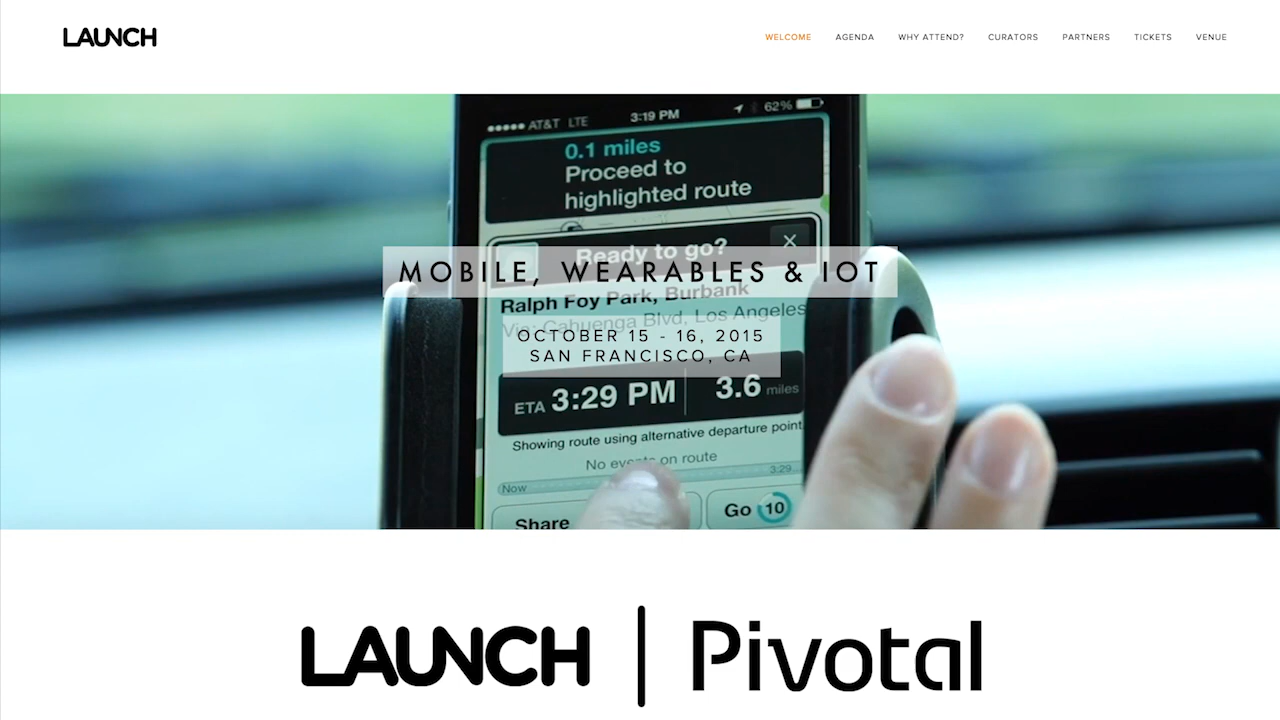 LAUNCH
WELCOME AGENDA WHY ATTEND? CURATORS PARTNERS TICKETS VENUE
AT&T LTE 3:19 PM 62%
0.1 miles
Proceed to
highlighted route
Ready to go?
MOBILE, WEARABLES & IOT
Ralph Foy Park, Burbank
Via: Cahuenga Blvd, Los Angeles
OCTOBER 15 - 16, 2015
SAN FRANCISCO, CA
ETA 3:29 PM 3.6 miles
Showing route using alternative departure point
No events on route
Now 3:29
Share Go 10
LAUNCH | Pivotal